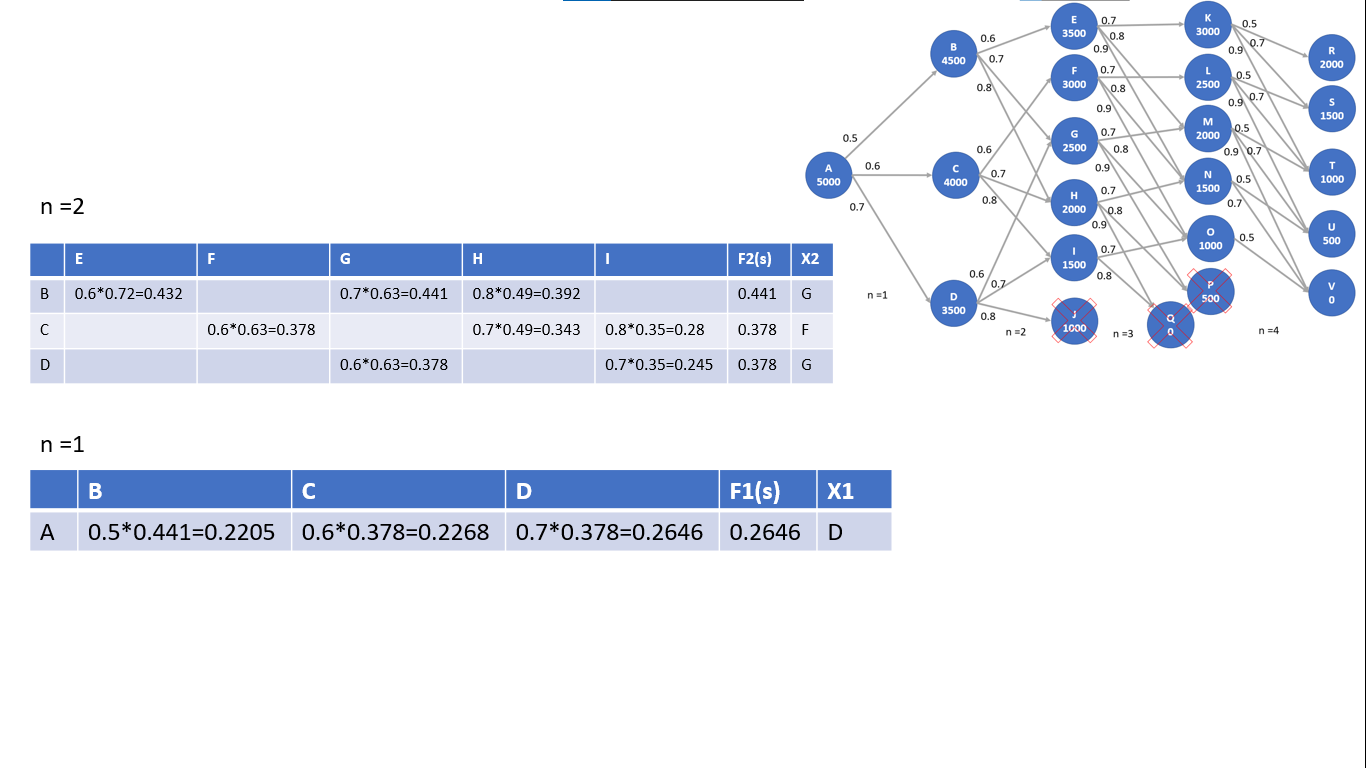 n =2
E F G H I F2(s) X2
B 0.6*0.72=0.432 0.7*0.63=0.441 0.8*0.49=0.392 0.441 G
C 0.6*0.63=0.378 0.7*0.49=0.343 0.8*0.35=0.28 0.378 F
D 0.6*0.63=0.378 0.7*0.35=0.245 0.378 G
n =1
B C D F1(s) X1
A 0.5*0.441=0.2205 0.6*0.378=0.2268 0.7*0.378=0.2646 0.2646 D
A
5000
0.5
0.6
0.7
n =1
B
4500
0.6
0.7
0.8
C
4000
0.6
0.7
0.8
D
3500
0.6
0.7
0.8
n =2
E
3500
0.7
0.8
0.9
F
3000
0.7
0.8
0.9
G
2500
0.7
0.8
0.9
H
2000
0.7
0.8
0.9
I
1500
0.7
0.8
J
1000
n =3
K
3000
0.5
0.7
0.9
L
2500
0.5
0.7
0.9
M
2000
0.5
0.7
0.9
N
1500
0.5
0.7
O
1000
0.5
P
500
Q
0
n =4
R
2000
S
1500
T
1000
U
500
V
0